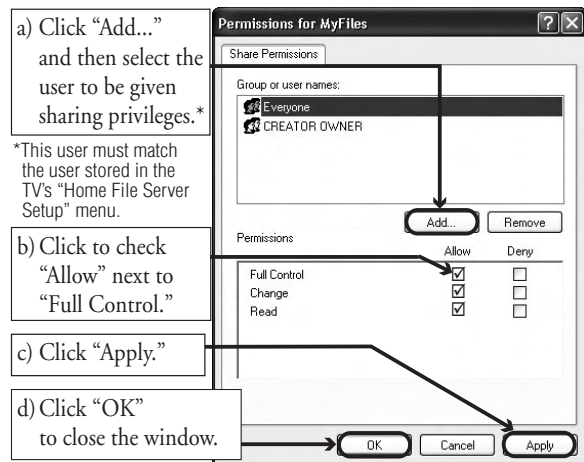 a) Click “Add...”
and then select the
user to be given
sharing privileges.*
*This user must match
the user stored in the
TV’s “Home File Server
Setup” menu.
b) Click to check
“Allow” next to
“Full Control.”
c) Click “Apply.”
d) Click “OK”
to close the window.
Permissions for MyFiles
Share Permissions
Group or user names:
Everyone
CREATOR OWNER
Add... Remove
Permissions Allow Deny
Full Control
Change
Read
OK Cancel Apply